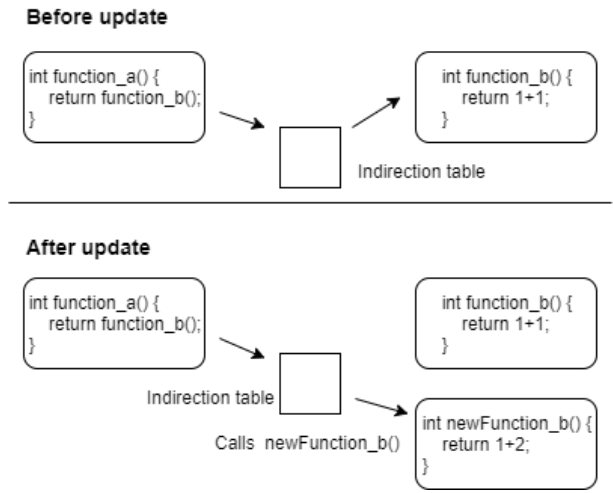 Before update
int function_a() {
return function_b();
}
int function_b() {
return 1+1;
}
Indirection table
After update
int function_a() {
return function_b();
}
int function_b() {
return 1+1;
}
Indirection table
Calls newFunction_b()
int newFunction_b() {
return 1+2;
}